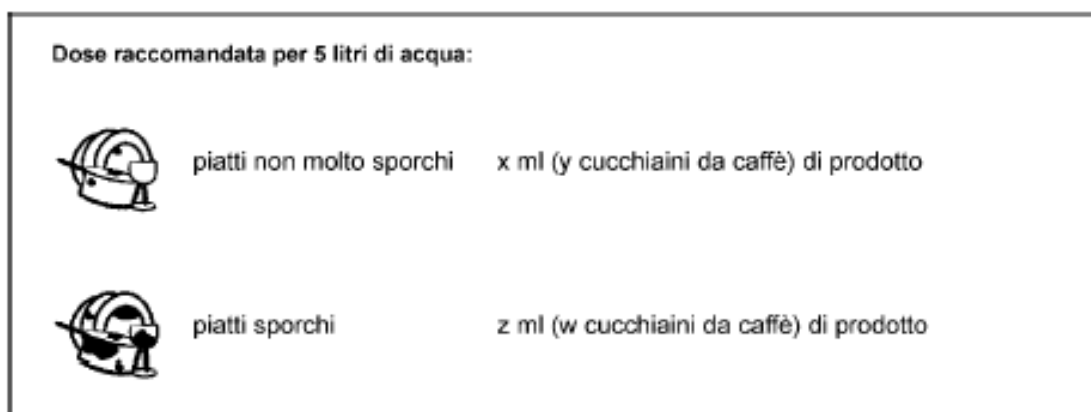 Dose raccomandata per 5 litri di acqua:
piatti non molto sporchi x ml (y cucchiaini da caffè) di prodotto
piatti sporchi z ml (w cucchiaini da caffè) di prodotto